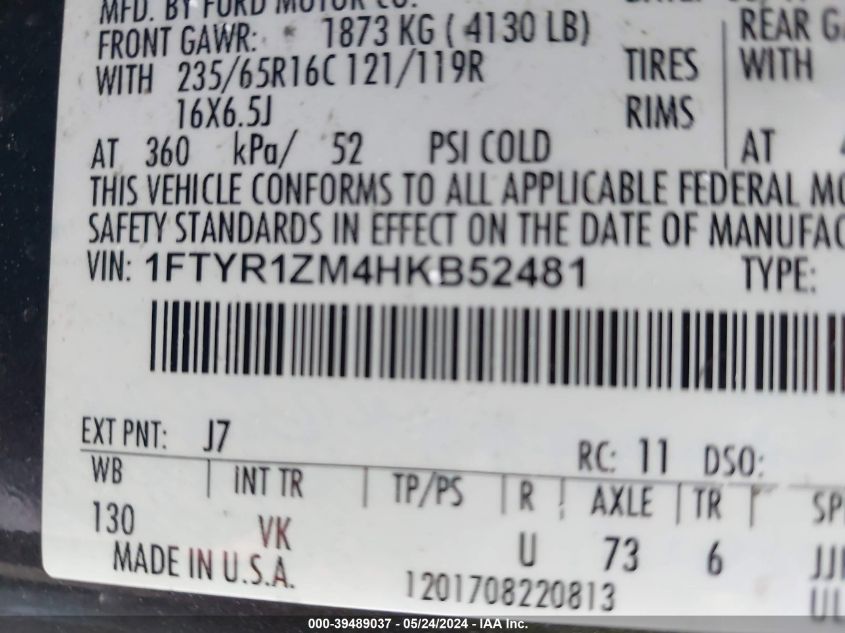 MFD. BY FORD MOTOR CO.
FRONT GAWR: 1873 KG ( 4130 LB) REAR
WITH 235/65R16C 121/119R TIRES WITH
16X6.5J RIMS
AT 360 kPa/ 52 PSI COLD AT
THIS VEHICLE CONFORMS TO ALL APPLICABLE FEDERAL
SAFETY STANDARDS IN EFFECT ON THE DATE OF
VIN: 1FTYR1ZM4HKB52481 TYPE:
EXT PNT: J7 RC: 11 DSO:
WB INT TR TP/PS R AXLE TR
130 VK U 73 6
MADE IN U.S.A. 1201708220813
000-39489037 - 05/24/2024 - IAA Inc.